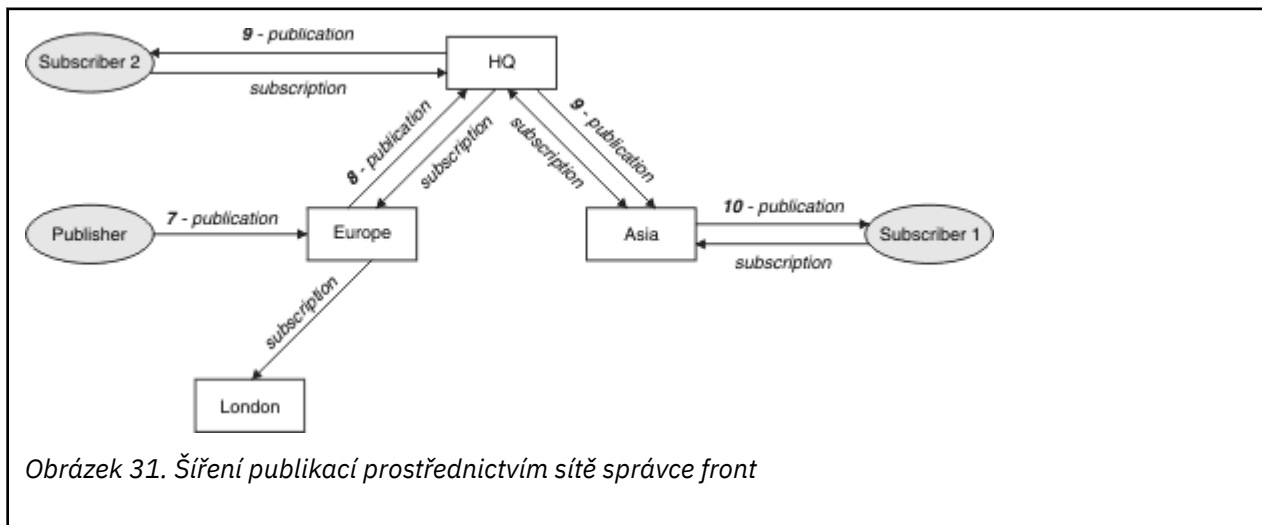 9 - publication
Subscriber 2
HQ
subscription
8 - publication
subscription
subscription
9 - publication
7 - publication
Publisher
Europe
Asia
10 - publication
Subscriber 1
subscription
subscription
London
Obrázek 31. Šíření publikací prostřednictvím sítě správce front